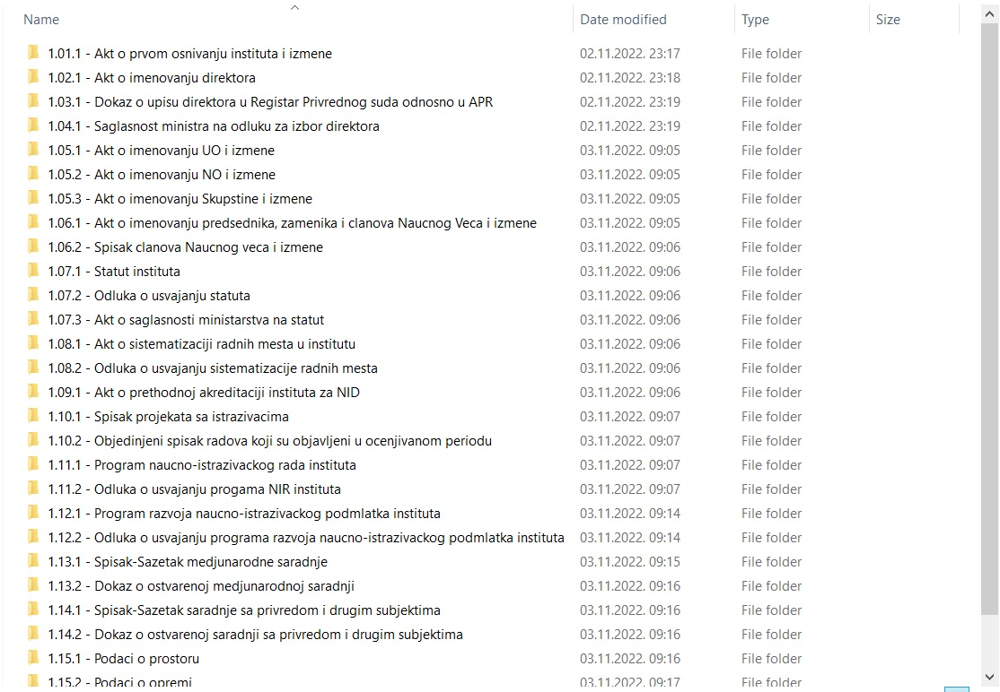 Name Date modified Type Size
1.01.1 - Akt o prvom osnivanju instituta i izmene 02.11.2022. 23:17 File folder
1.02.1 - Akt o imenovanju direktora 02.11.2022. 23:18 File folder
1.03.1 - Dokaz o upisu direktora u Registar Privrednog suda odnosno u APR 02.11.2022. 23:19 File folder
1.04.1 - Saglasnost ministra na odluku za izbor direktora 02.11.2022. 23:19 File folder
1.05.1 - Akt o imenovanju UO i izmene 03.11.2022. 09:05 File folder
1.05.2 - Akt o imenovanju NO i izmene 03.11.2022. 09:05 File folder
1.05.3 - Akt o imenovanju Skupstine i izmene 03.11.2022. 09:05 File folder
1.06.1 - Akt o imenovanju predsednika, zamenika i clanova Naucnog Veca i izmene 03.11.2022. 09:05 File folder
1.06.2 - Spisak clanova Naucnog veca i izmene 03.11.2022. 09:06 File folder
1.07.1 - Statut instituta 03.11.2022. 09:06 File folder
1.07.2 - Odluka o usvajanju statuta 03.11.2022. 09:06 File folder
1.07.3 - Akt o saglasnosti ministarstva na statut 03.11.2022. 09:06 File folder
1.08.1 - Akt o sistematizaciji radnih mesta u institutu 03.11.2022. 09:06 File folder
1.08.2 - Odluka o usvajanju sistematizacije radnih mesta 03.11.2022. 09:06 File folder
1.09.1 - Akt o prethodnoj akreditaciji instituta za NID 03.11.2022. 09:06 File folder
1.10.1 - Spisak projekata sa istrazivacima 03.11.2022. 09:07 File folder
1.10.2 - Objedinjeni spisak radova koji su objavljeni u ocenjivanom periodu 03.11.2022. 09:07 File folder
1.11.1 - Program naucno-istrazivackog rada instituta 03.11.2022. 09:07 File folder
1.11.2 - Odluka o usvajanju progama NIR instituta 03.11.2022. 09:07 File folder
1.12.1 - Program razvoja naucno-istrazivackog podmlatka instituta 03.11.2022. 09:14 File folder
1.12.2 - Odluka o usvajanju programa razvoja naucno-istrazivackog podmlatka instituta 03.11.2022. 09:14 File folder
1.13.1 - Spisak-Sazetak medjunarodne saradnje 03.11.2022. 09:15 File folder
1.13.2 - Dokaz o ostvarenoj medjunarodnoj saradnji 03.11.2022. 09:16 File folder
1.14.1 - Spisak-Sazetak saradnje sa privredom i drugim subjektima 03.11.2022. 09:16 File folder
1.14.2 - Dokaz o ostvarenoj saradnji sa privredom i drugim subjektima 03.11.2022. 09:16 File folder
1.15.1 - Podaci o prostoru 03.11.2022. 09:16 File folder
1.15.2 - Podaci o opremi 03.11.2022. 09:17 File folder